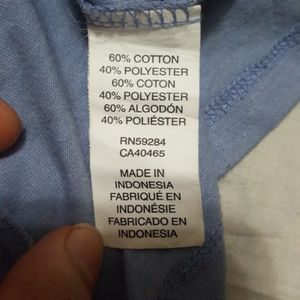 60% COTTON
40% POLYESTER
60% COTON
40% POLYESTER
60% ALGODÓN
40% POLIÉSTER
RN59284
CA40465
MADE IN
INDONESIA
FABRIQUÉ EN
INDONÉSIE
FABRICADO EN
INDONESIA